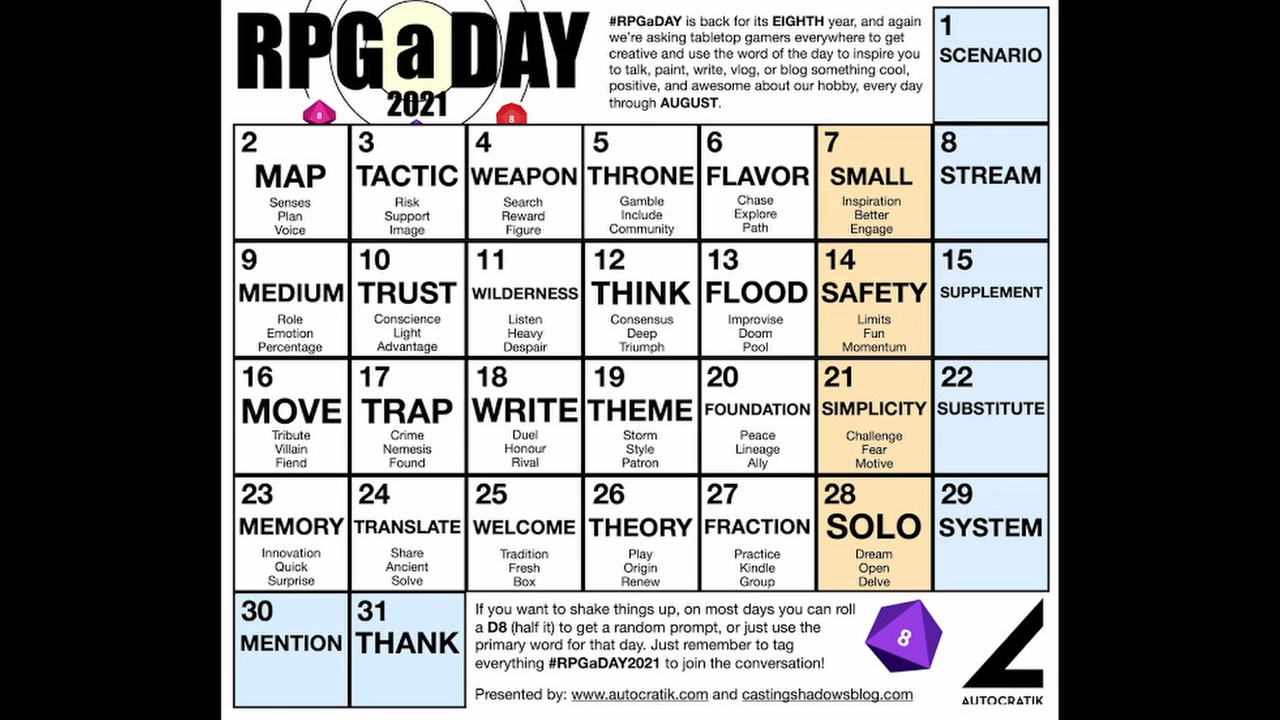 RPG a DAY
2021
8
8
#RPGaDAY is back for its EIGHTH year, and again
we're asking tabletop gamers everywhere to get
creative and use the word of the day to inspire you
to talk, paint, write, vlog, or blog something cool,
positive, and awesome about our hobby, every day
through AUGUST.
1
SCENARIO
2
MAP
Senses
Plan
Voice
3
TACTIC
Risk
Support
Image
4
WEAPON
Search
Reward
Figure
5
THRONE
Gamble
Include
Community
6
FLAVOR
Chase
Explore
Path
7
SMALL
Inspiration
Better
Engage
8
STREAM
9
MEDIUM
Role
Emotion
Percentage
10
TRUST
Conscience
Light
Advantage
11
WILDERNESS
Listen
Heavy
Despair
12
THINK
Consensus
Deep
Triumph
13
FLOOD
Improvise
Doom
Pool
14
SAFETY
Limits
Fun
Momentum
15
SUPPLEMENT
16
MOVE
Tribute
Villain
Fiend
17
TRAP
Crime
Nemesis
Found
18
WRITE
Duel
Honour
Rival
19
THEME
Storm
Style
Patron
20
FOUNDATION
Peace
Lineage
Ally
21
SIMPLICITY
Challenge
Fear
Motive
22
SUBSTITUTE
23
MEMORY
Innovation
Quick
Surprise
24
TRANSLATE
Share
Ancient
Solve
25
WELCOME
Tradition
Fresh
Box
26
THEORY
Play
Origin
Renew
27
FRACTION
Practice
Kindle
Group
28
SOLO
Dream
Open
Delve
29
SYSTEM
30
MENTION
31
THANK
If you want to shake things up, on most days you can roll
a D8 (half it) to get a random prompt, or just use the
primary word for that day. Just remember to tag
everything #RPGaDAY2021 to join the conversation!
Presented by: www.autocratik.com and castingshadowsblog.com
8
AUTOCRATIK